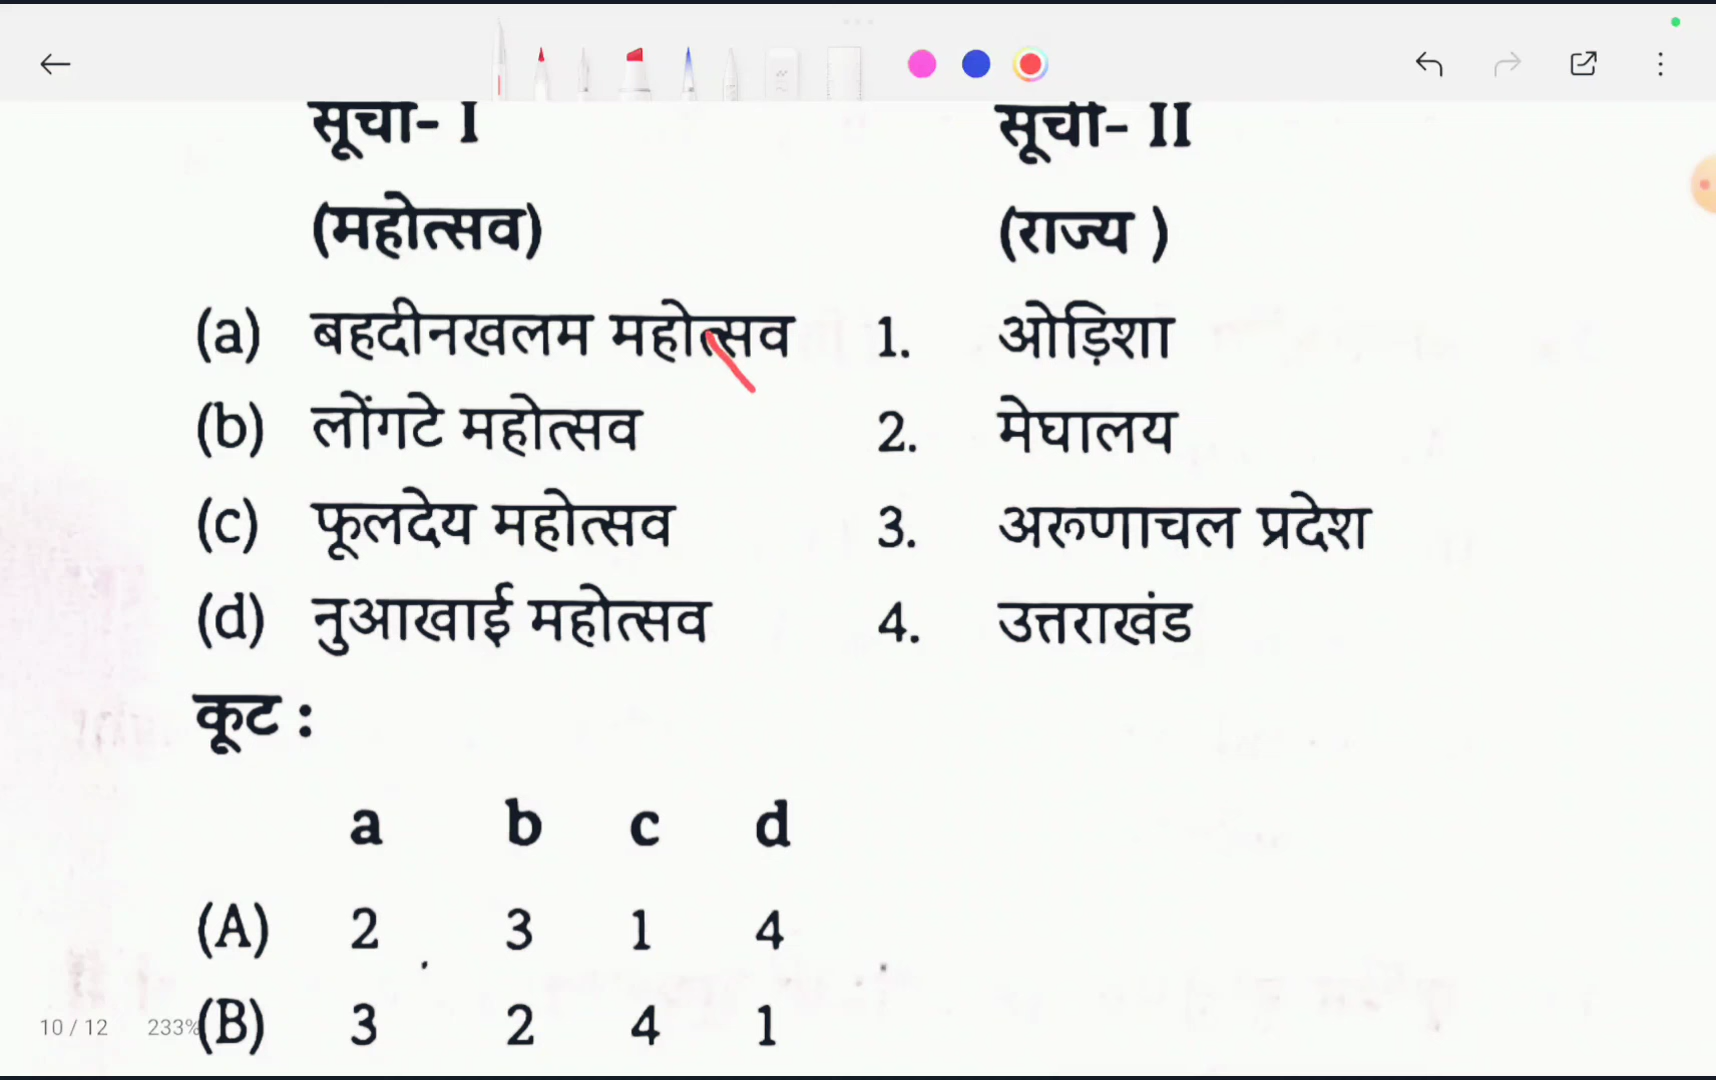 सूची- I सूची- II
(महोत्सव) (राज्य )
(a) बहदीनखलम महोत्सव 1. ओड़िशा
(b) लोंगटे महोत्सव 2. मेघालय
(c) फूलदेय महोत्सव 3. अरूणाचल प्रदेश
(d) नुआखाई महोत्सव 4. उत्तराखंड
कूट :
a b c d
(A) 2 3 1 4
(B) 3 2 4 1
10 / 12 233%